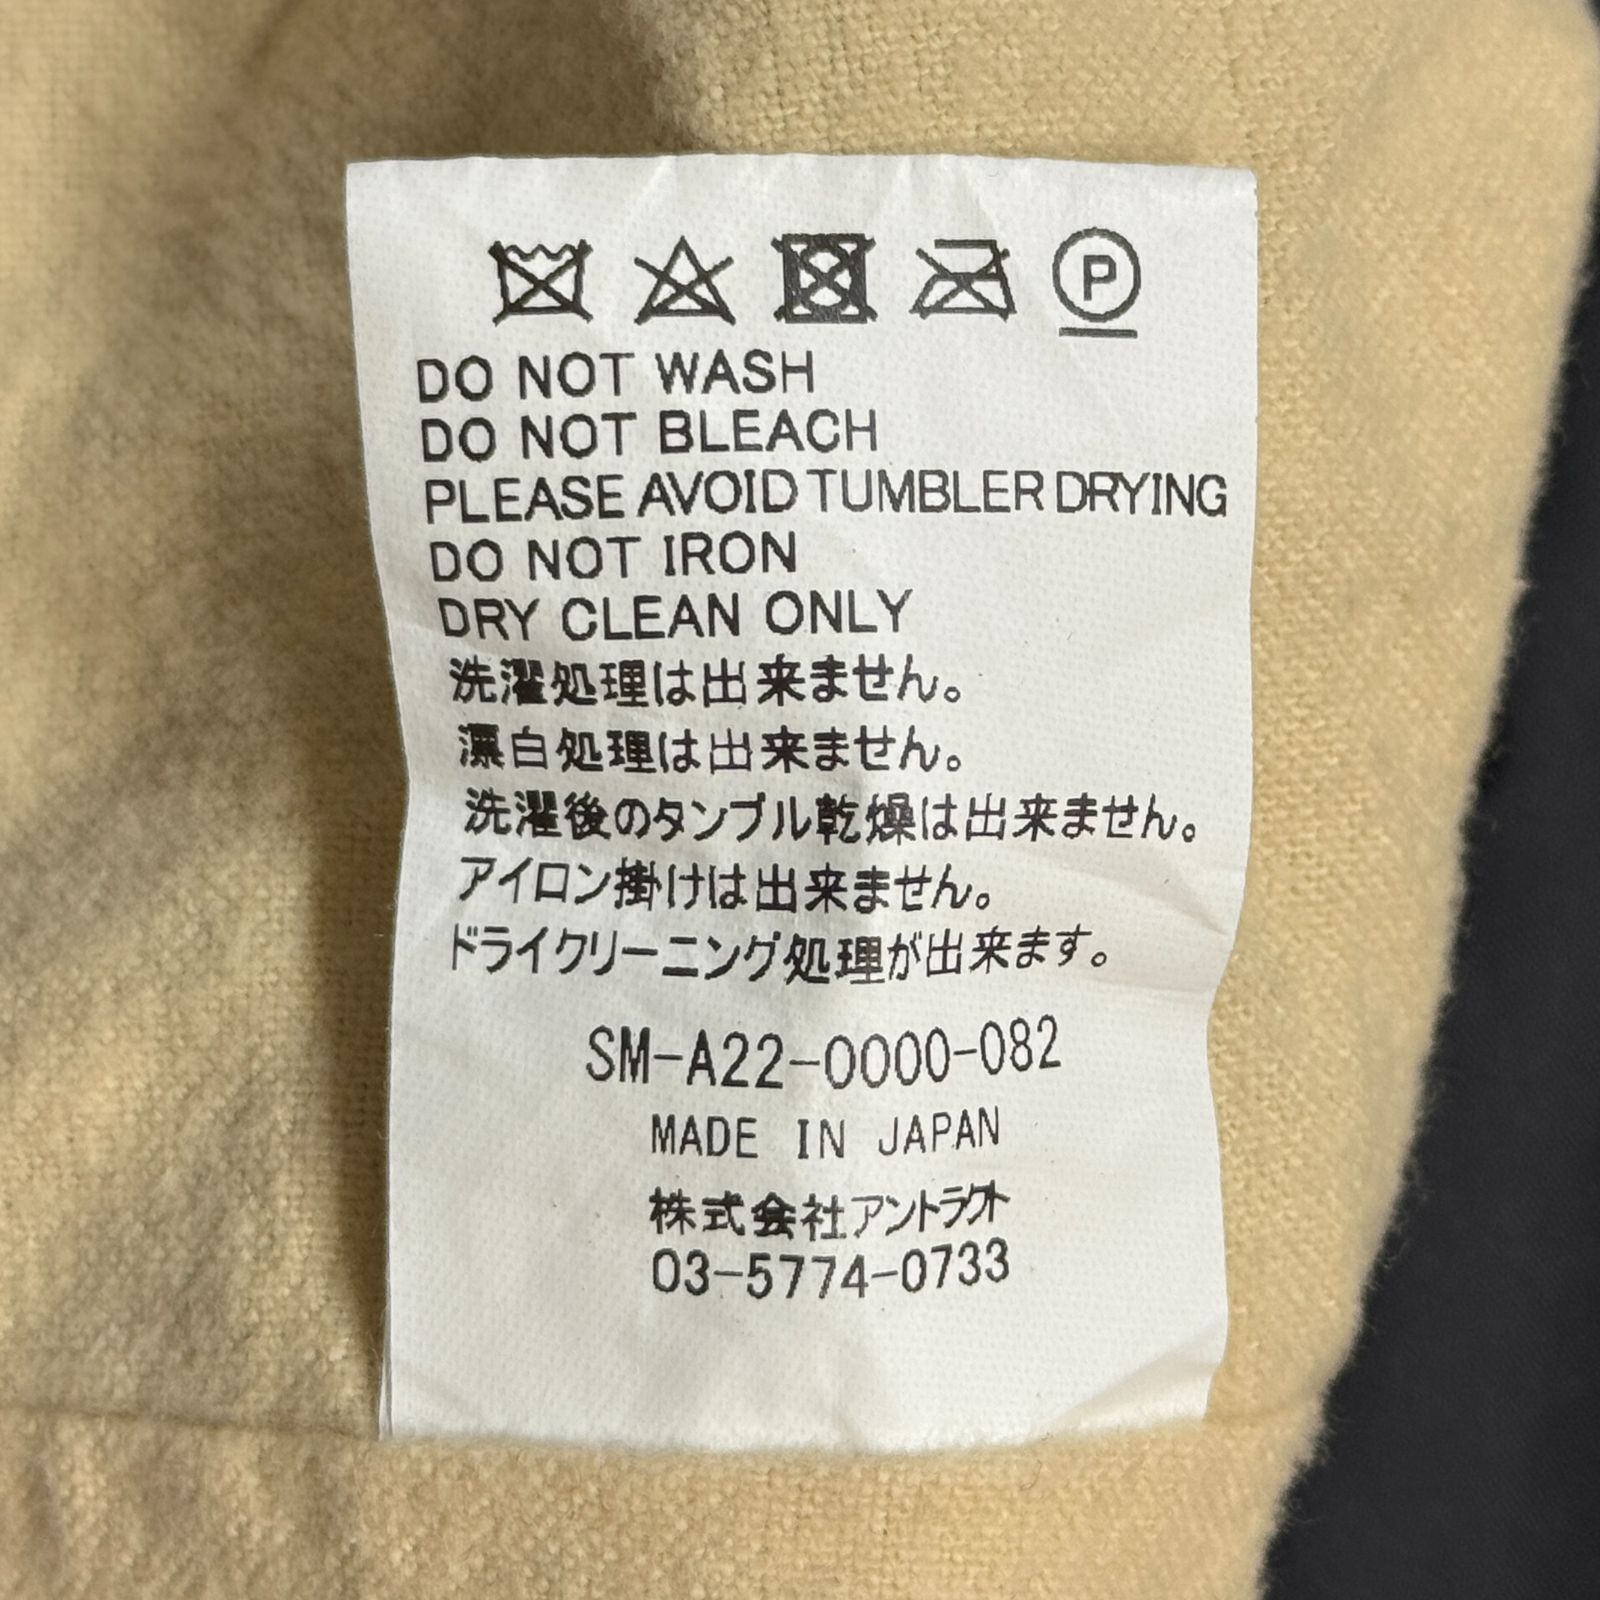 P
DO NOT WASH
DO NOT BLEACH
PLEASE AVOID TUMBLER DRYING
DO NOT IRON
DRY CLEAN ONLY
洗濯処理は出来ません。
漂白処理は出来ません。
洗濯後のタンブル乾燥は出来ません。
アイロン掛けは出来ません。
ドライクリーニング処理が出来ます。
SM-A22-0000-082
MADE IN JAPAN
株式会社アントラクト
03-5774-0733